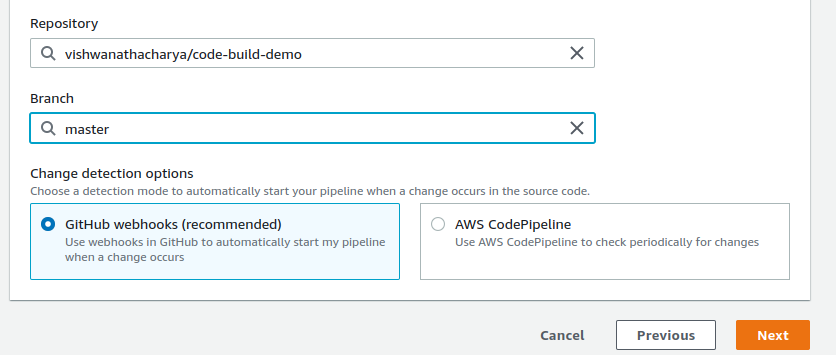 Repository
vishwanathacharya/code-build-demo
Branch
master
Change detection options
Choose a detection mode to automatically start your pipeline when a change occurs in the source code.
GitHub webhooks (recommended)
Use webhooks in GitHub to automatically start my pipeline
when a change occurs
AWS CodePipeline
Use AWS CodePipeline to check periodically for changes
Cancel
Previous
Next